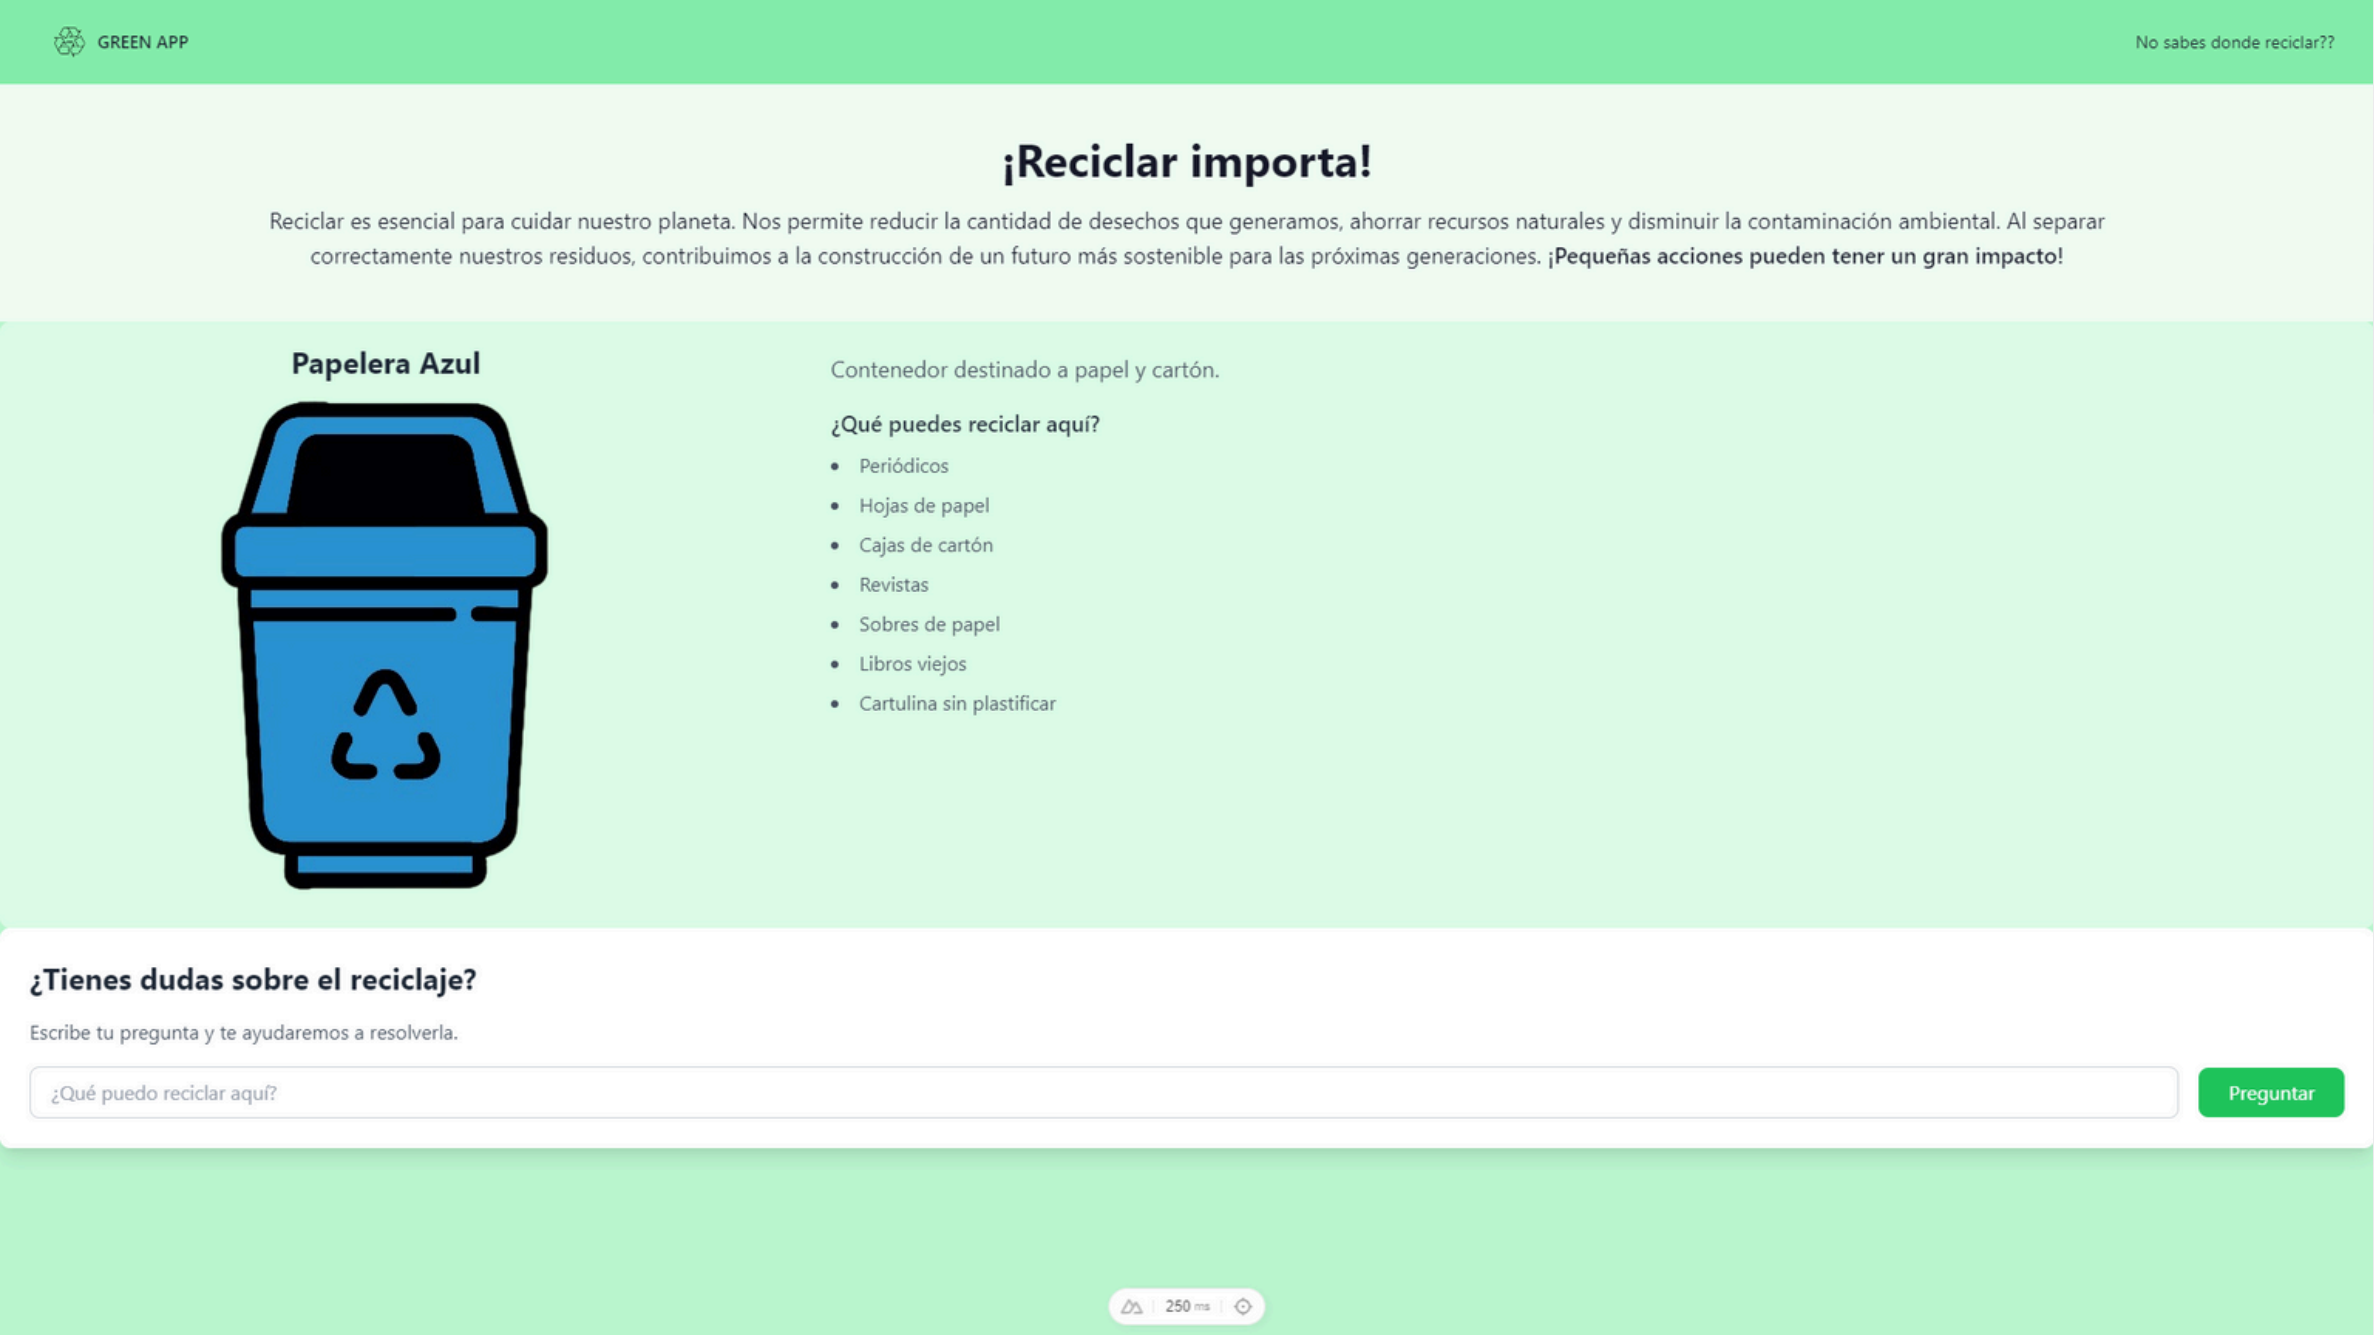 GREEN APP
No sabes donde reciclar??
¡Reciclar importa!
Reciclar es esencial para cuidar nuestro planeta. Nos permite reducir la cantidad de desechos que generamos, ahorrar recursos naturales y disminuir la contaminación ambiental. Al separar
correctamente nuestros residuos, contribuimos a la construcción de un futuro más sostenible para las próximas generaciones. ¡Pequeñas acciones pueden tener un gran impacto!
Papelera Azul
Contenedor destinado a papel y cartón.
¿Qué puedes reciclar aquí?
• Periódicos
• Hojas de papel
• Cajas de cartón
• Revistas
• Sobres de papel
• Libros viejos
• Cartulina sin plastificar
¿Tienes dudas sobre el reciclaje?
Escribe tu pregunta y te ayudaremos a resolverla.
¿Qué puedo reciclar aquí?
Preguntar
250 ms